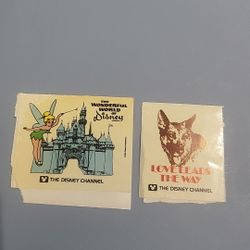 THE
WONDERFUL
WORLD
OF
Disney
THE DISNEY CHANNEL
LOVE LEADS
THE WAY
THE DISNEY CHANNEL